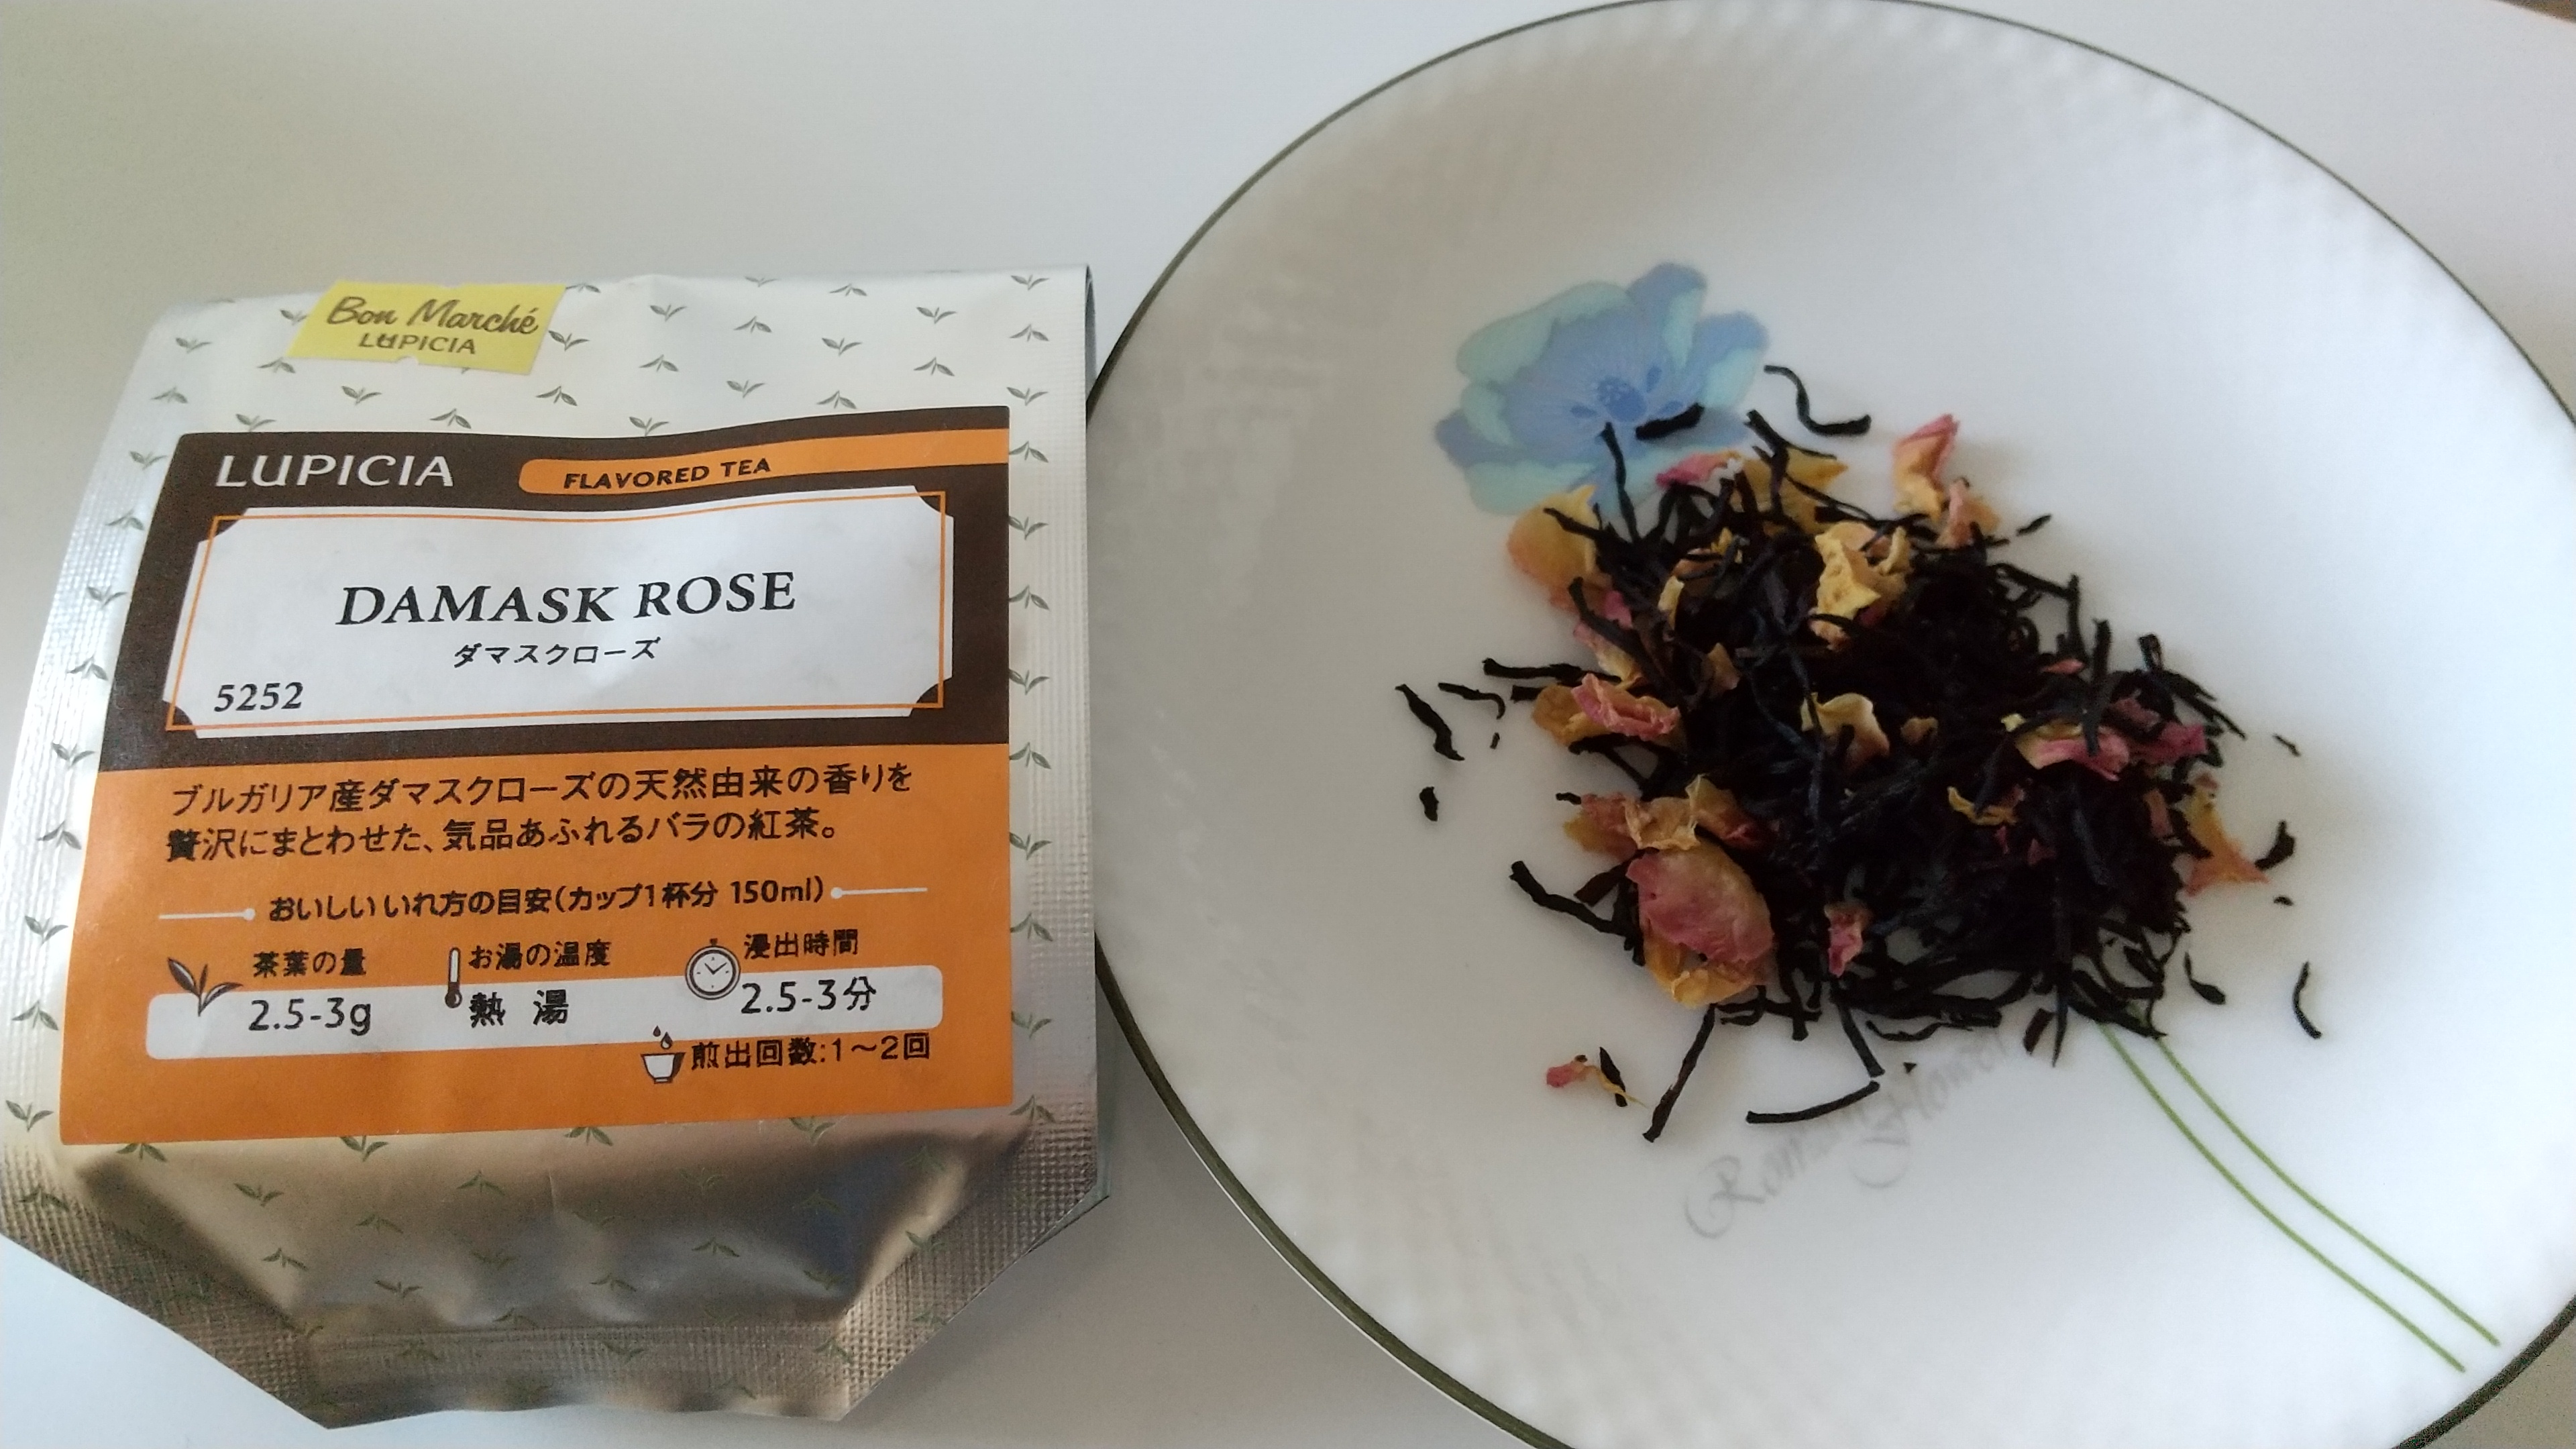 Bon Marché
LUPICIA
LUPICIA
FLAVORED TEA
DAMASK ROSE
ダマスクローズ
5252
ブルガリア産ダマスクローズの天然由来の香りを
贅沢にまとわせた、気品あふれるバラの紅茶。
おいしいいれ方の目安(カップ1杯分 150ml)
茶葉の量
2.5-3g
お湯の温度
熱 湯
浸出時間
2.5-3分
煎出回数:1〜2回